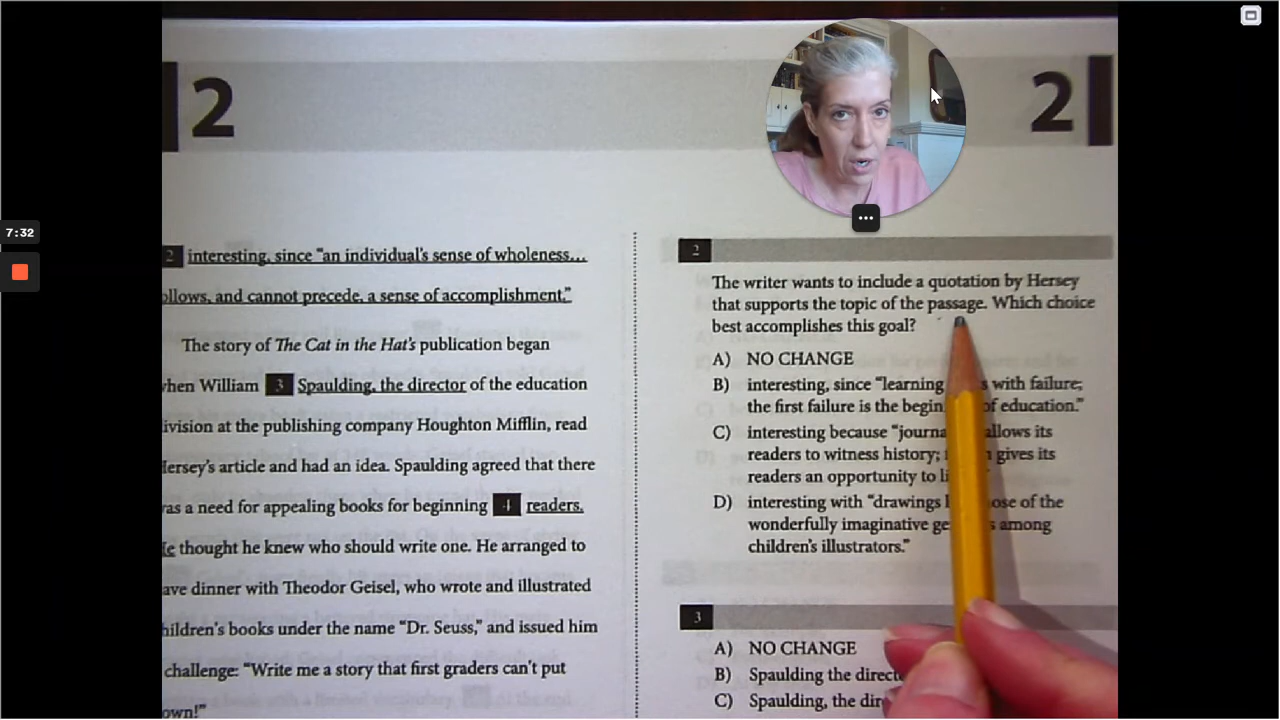 2
2
7:32
2 interesting, since “an individual’s sense of wholeness…
ollows, and cannot precede, a sense of accomplishment.”
The story of The Cat in the Hat’s publication began
when William 3 Spaulding, the director of the education
ivision at the publishing company Houghton Mifflin, read
Hersey’s article and had an idea. Spaulding agreed that there
as a need for appealing books for beginning 4 readers.
He thought he knew who should write one. He arranged to
ave dinner with Theodor Geisel, who wrote and illustrated
hildren’s books under the name “Dr. Seuss,” and issued him
challenge: “Write me a story that first graders can’t put
own!”
2
The writer wants to include a quotation by Hersey
that supports the topic of the passage. Which choice
best accomplishes this goal?
A) NO CHANGE
B) interesting, since “learning with failure;
the first failure is the begin of education.”
C) interesting because “journa allows its
readers to witness history; gives its
readers an opportunity to li
D) interesting with “drawings ose of the
wonderfully imaginative ge among
children’s illustrators.”
3
A) NO CHANGE
B) Spaulding the direct
C) Spaulding, the dir